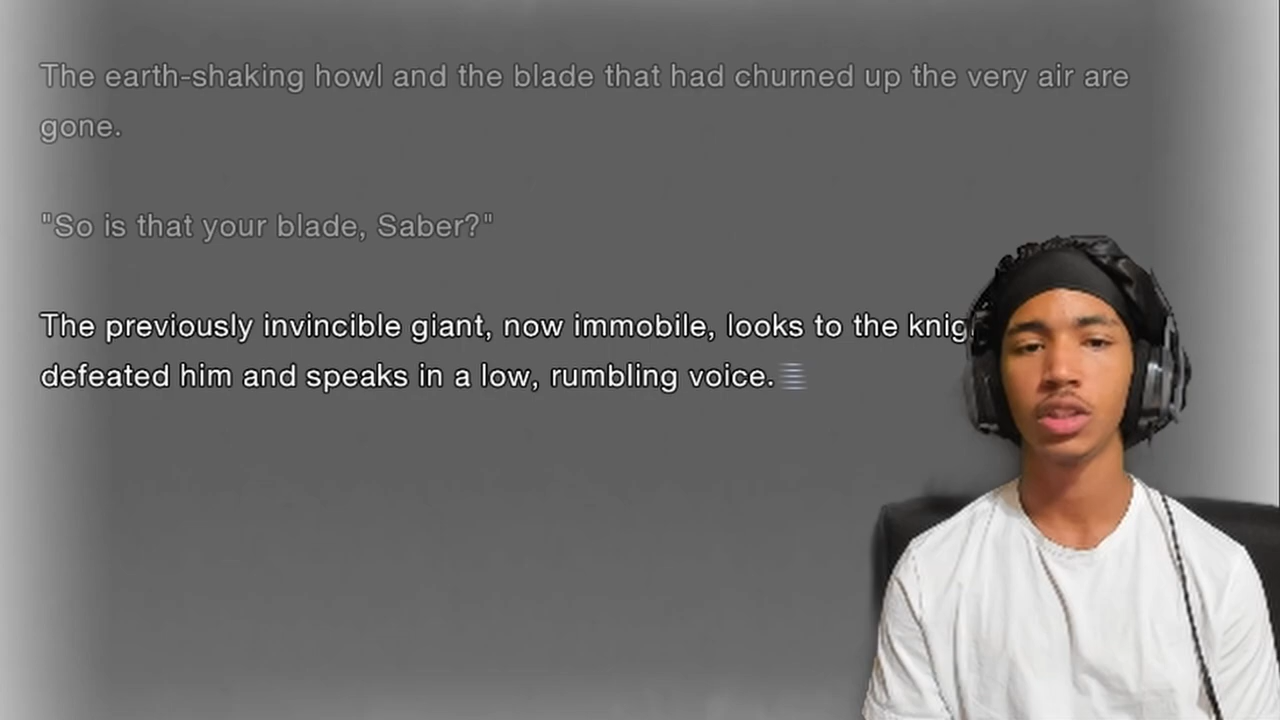 The earth-shaking howl and the blade that had churned up the very air are
gone.
"So is that your blade, Saber?"
The previously invincible giant, now immobile, looks to the
defeated him and speaks in a low, rumbling voice.